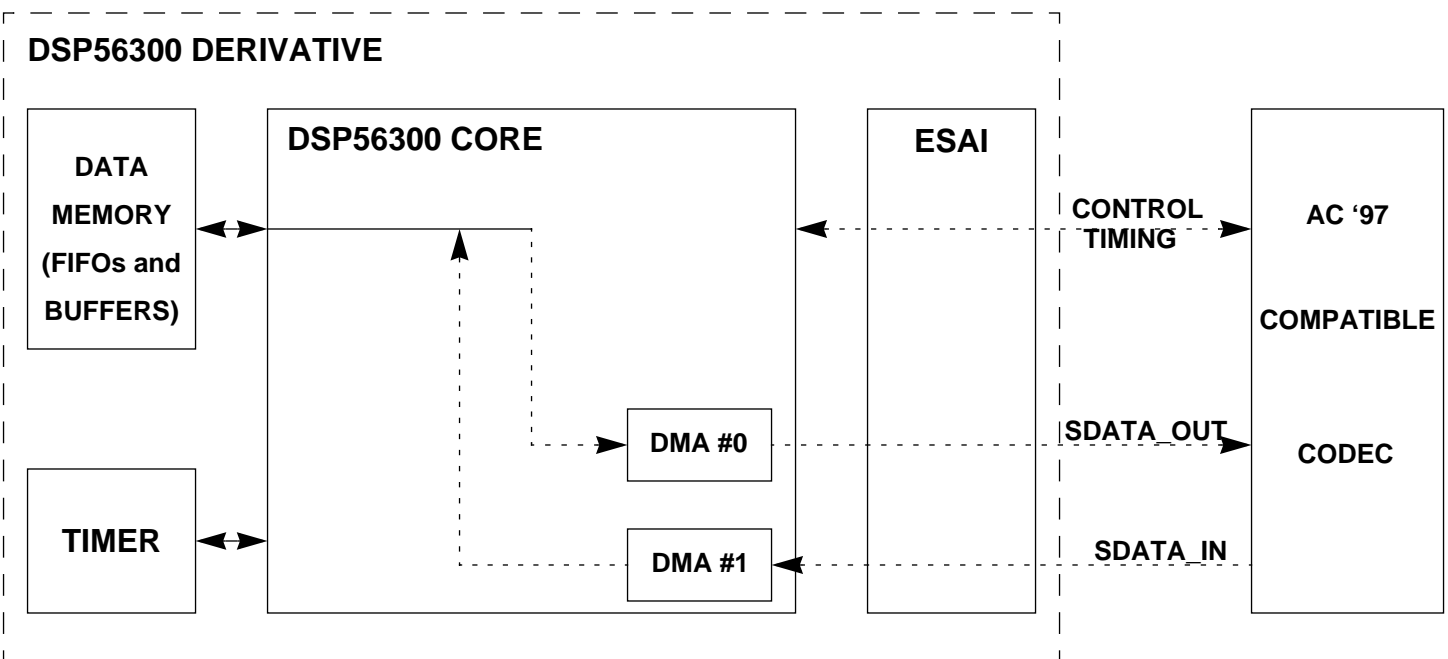 DSP56300 DERIVATIVE
DATA
MEMORY
(FIFOs and
BUFFERS)
DSP56300 CORE
ESAI
CONTROL
TIMING
AC ‘97
COMPATIBLE
CODEC
DMA #0
SDATA_OUT
TIMER
DMA #1
SDATA_IN